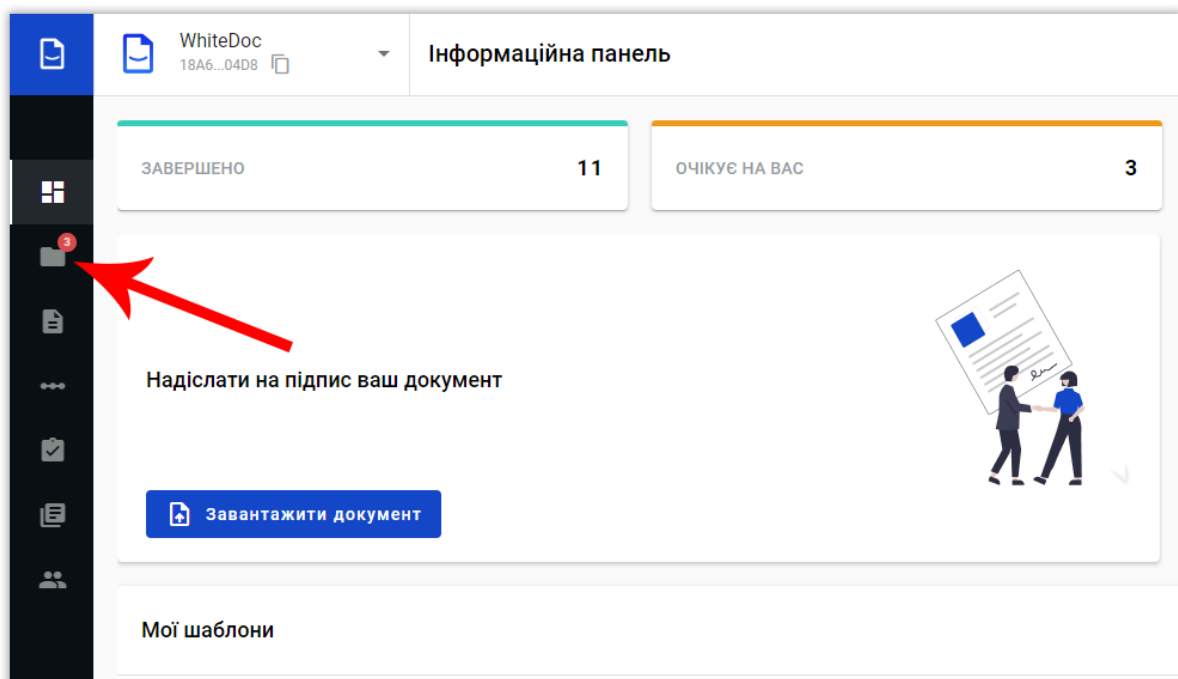 WhiteDoc
18A6...04D8
Інформаційна панель
ЗАВЕРШЕНО 11
ОЧІКУЄ НА ВАС 3
3
Надіслати на підпис ваш документ
Завантажити документ
Мої шаблони